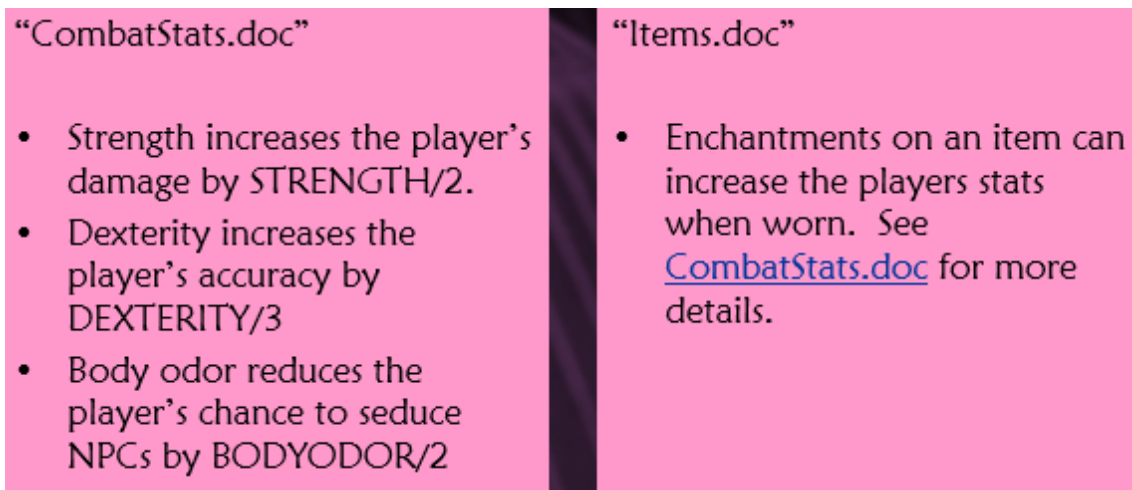 “CombatStats.doc”
• Strength increases the player’s
damage by STRENGTH/2.
• Dexterity increases the
player’s accuracy by
DEXTERITY/3
• Body odor reduces the
player’s chance to seduce
NPCs by BODYODOR/2
“Items.doc”
• Enchantments on an item can
increase the players stats
when worn.  See
CombatStats.doc for more
details.